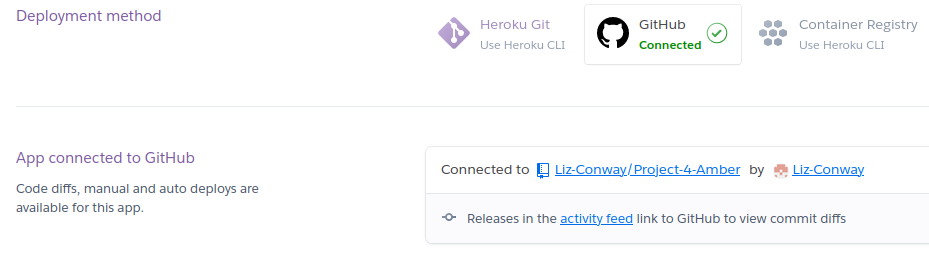 Deployment method
Heroku Git
Use Heroku CLI
GitHub
Connected
Container Registry
Use Heroku CLI
App connected to GitHub
Code diffs, manual and auto deploys are
available for this app.
Connected to Liz-Conway/Project-4-Amber by Liz-Conway
Releases in the activity feed link to GitHub to view commit diffs